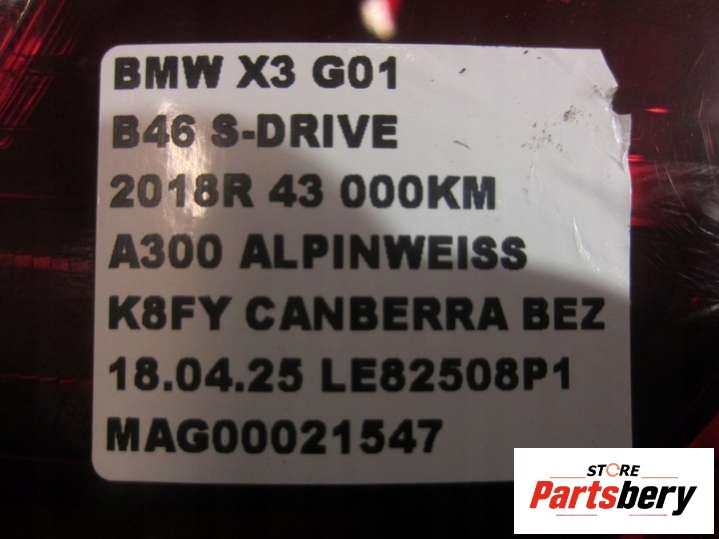 BMW X3 G01
B46 S-DRIVE
2018R 43 000KM
A300 ALPINWEISS
K8FY CANBERRA BEZ
18.04.25 LE82508P1
MAG00021547
STORE
Partsbery